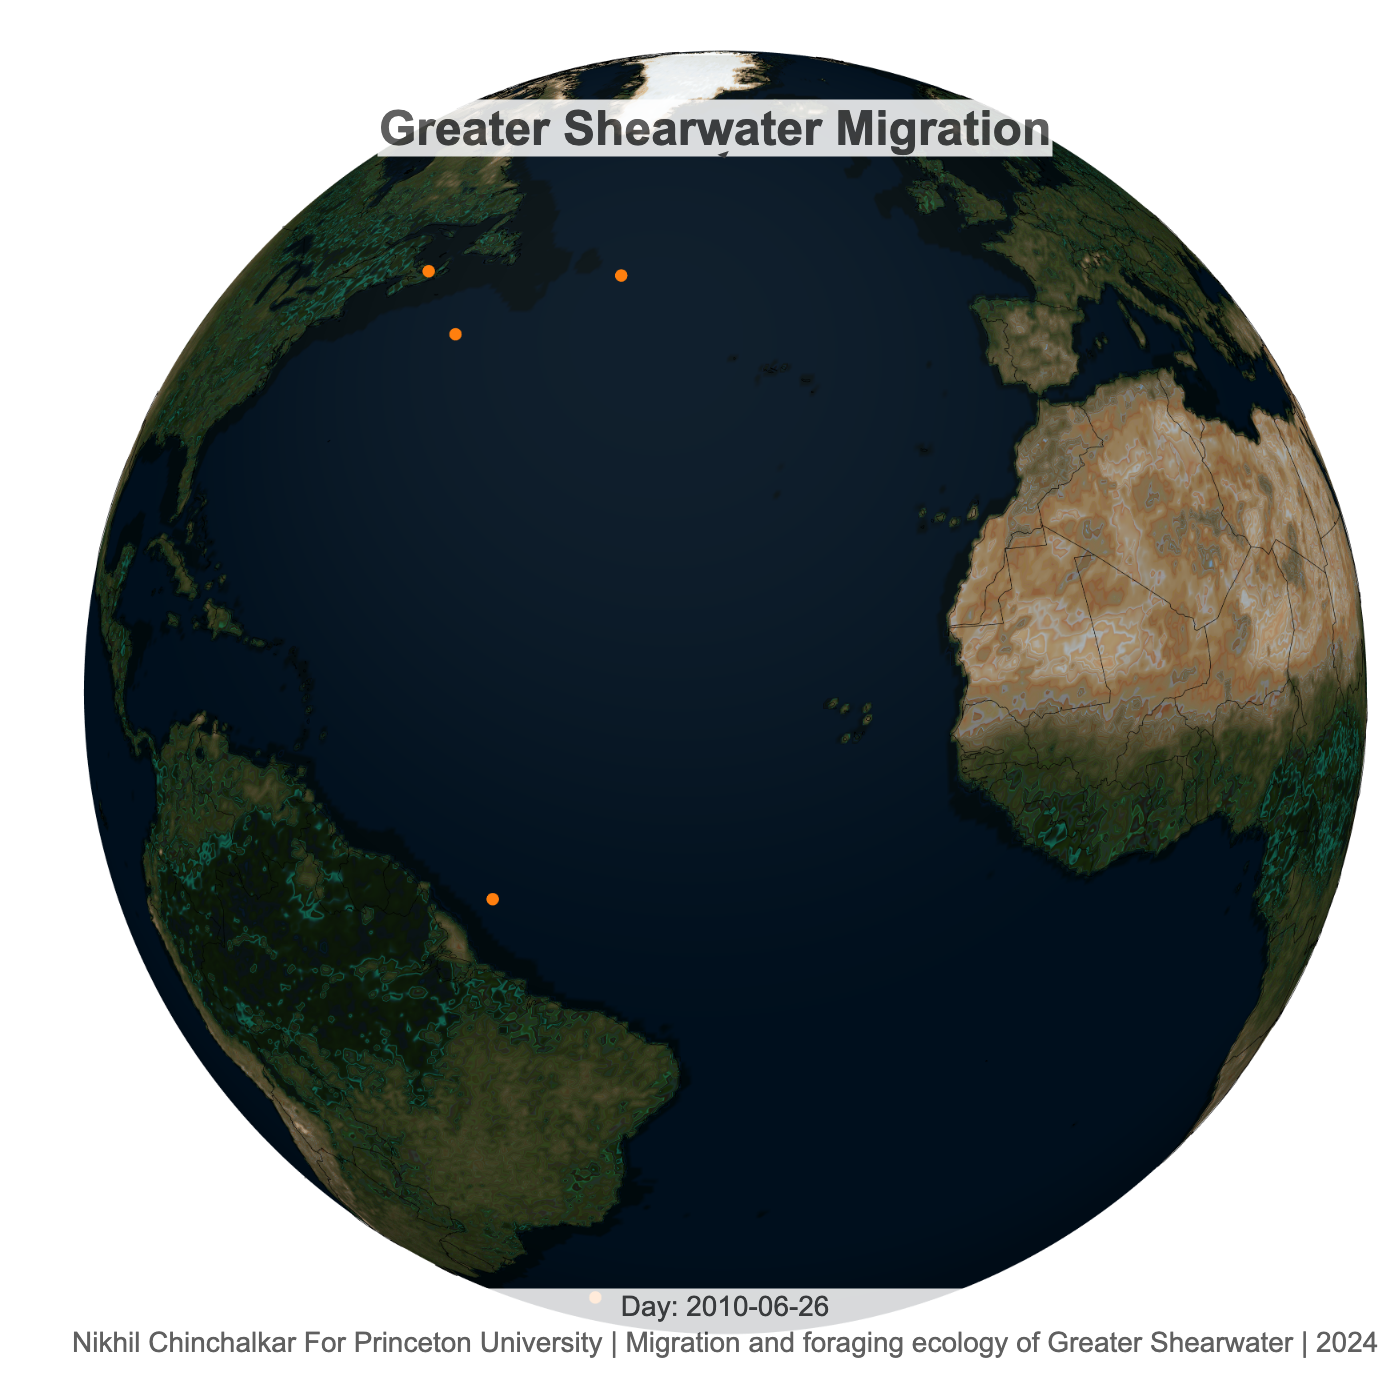 Greater Shearwater Migration
Day: 2010-06-26
Nikhil Chinchalkar For Princeton University | Migration and foraging ecology of Greater Shearwater | 2024